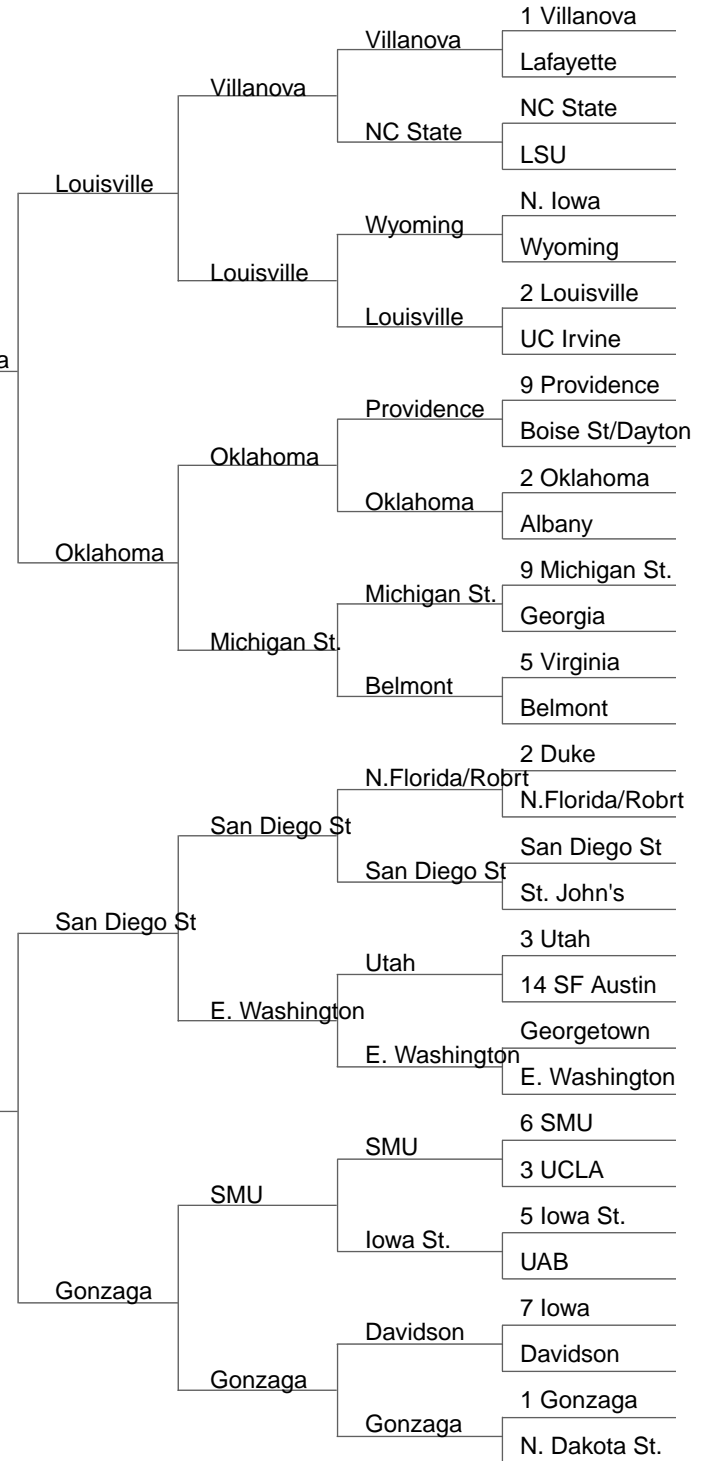 1 Villanova
Villanova
Lafayette
Villanova
NC State
NC State
LSU
Louisville
N. Iowa
Wyoming
Wyoming
Louisville
2 Louisville
Louisville
UC Irvine
a
9 Providence
Providence
Boise St/Dayton
Oklahoma
2 Oklahoma
Oklahoma
Albany
Oklahoma
9 Michigan St.
Michigan St.
Georgia
Michigan St.
5 Virginia
Belmont
Belmont
2 Duke
N.Florida/Robrt
N.Florida/Robrt
San Diego St
San Diego St
San Diego St
St. John's
San Diego St
3 Utah
Utah
14 SF Austin
E. Washington
Georgetown
E. Washington
E. Washington
6 SMU
SMU
3 UCLA
SMU
5 Iowa St.
Iowa St.
UAB
Gonzaga
7 Iowa
Davidson
Davidson
Gonzaga
1 Gonzaga
Gonzaga
N. Dakota St.